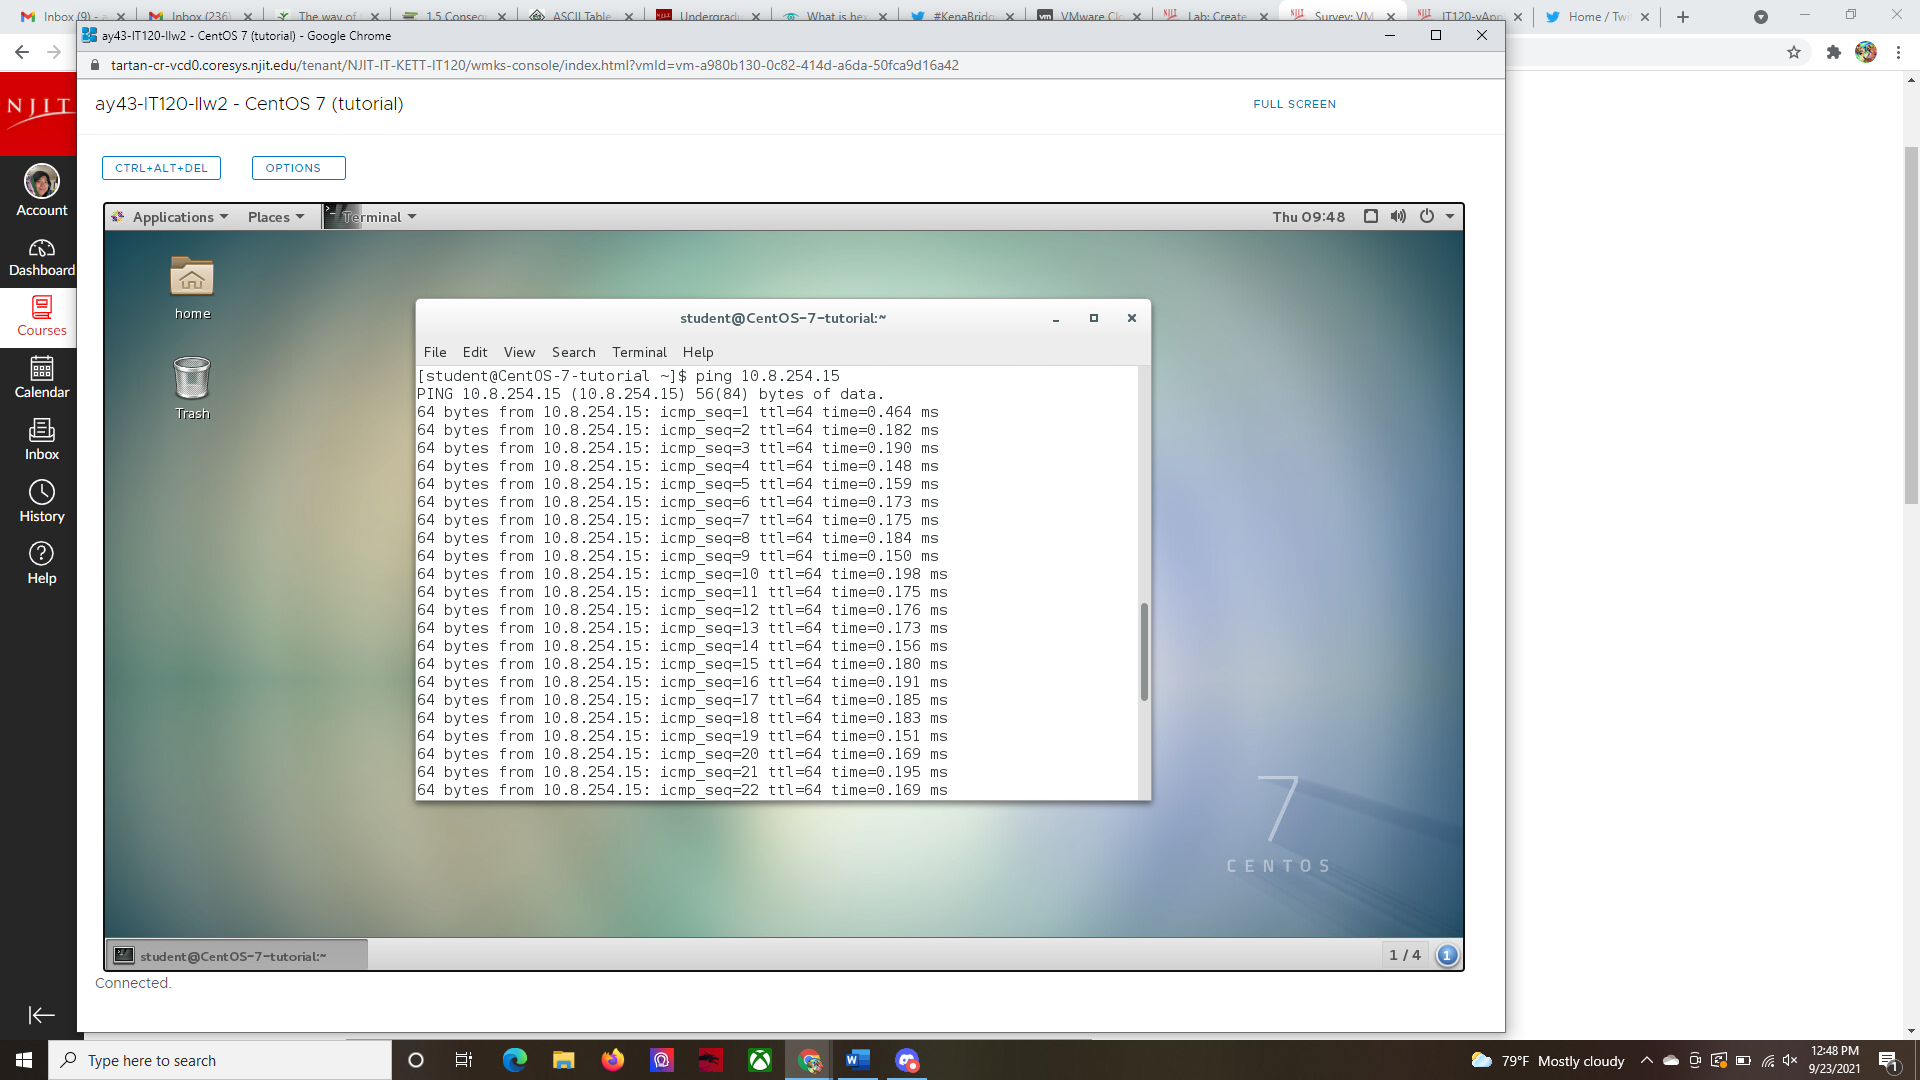 Inbox (9) - a
Inbox (236)
The way of
1.5 Consequ
ASCII Table
Undergradu
What is hex
#KenaBridg
VMware Clo
Lab: Create
Survey: VM
IT120-vApp
Home / Twi
ay43-IT120-llw2 - CentOS 7 (tutorial) - Google Chrome
tartan-cr-vcd0.coresys.njit.edu/tenant/NJIT-IT-KETT-IT120/wmks-console/index.html?vmId=vm-a980b130-0c82-414d-a6da-50fca9d16a42
NJIT
ay43-IT120-llw2 - CentOS 7 (tutorial)
FULL SCREEN
CTRL+ALT+DEL
OPTIONS
Account
Dashboard
Courses
Calendar
Inbox
History
Help
Applications
Places
Terminal
Thu 09:48
home
Trash
student@CentOS-7-tutorial:~
File Edit View Search Terminal Help
[student@CentOS-7-tutorial ~]$ ping 10.8.254.15
PING 10.8.254.15 (10.8.254.15) 56(84) bytes of data.
64 bytes from 10.8.254.15: icmp_seq=1 ttl=64 time=0.464 ms
64 bytes from 10.8.254.15: icmp_seq=2 ttl=64 time=0.182 ms
64 bytes from 10.8.254.15: icmp_seq=3 ttl=64 time=0.190 ms
64 bytes from 10.8.254.15: icmp_seq=4 ttl=64 time=0.148 ms
64 bytes from 10.8.254.15: icmp_seq=5 ttl=64 time=0.159 ms
64 bytes from 10.8.254.15: icmp_seq=6 ttl=64 time=0.173 ms
64 bytes from 10.8.254.15: icmp_seq=7 ttl=64 time=0.175 ms
64 bytes from 10.8.254.15: icmp_seq=8 ttl=64 time=0.184 ms
64 bytes from 10.8.254.15: icmp_seq=9 ttl=64 time=0.150 ms
64 bytes from 10.8.254.15: icmp_seq=10 ttl=64 time=0.198 ms
64 bytes from 10.8.254.15: icmp_seq=11 ttl=64 time=0.175 ms
64 bytes from 10.8.254.15: icmp_seq=12 ttl=64 time=0.176 ms
64 bytes from 10.8.254.15: icmp_seq=13 ttl=64 time=0.173 ms
64 bytes from 10.8.254.15: icmp_seq=14 ttl=64 time=0.156 ms
64 bytes from 10.8.254.15: icmp_seq=15 ttl=64 time=0.180 ms
64 bytes from 10.8.254.15: icmp_seq=16 ttl=64 time=0.191 ms
64 bytes from 10.8.254.15: icmp_seq=17 ttl=64 time=0.185 ms
64 bytes from 10.8.254.15: icmp_seq=18 ttl=64 time=0.183 ms
64 bytes from 10.8.254.15: icmp_seq=19 ttl=64 time=0.151 ms
64 bytes from 10.8.254.15: icmp_seq=20 ttl=64 time=0.169 ms
64 bytes from 10.8.254.15: icmp_seq=21 ttl=64 time=0.195 ms
64 bytes from 10.8.254.15: icmp_seq=22 ttl=64 time=0.169 ms
7
CENTOS
student@CentOS-7-tutorial:~
1 / 4
1
Connected.
Type here to search
79°F Mostly cloudy
12:48 PM
9/23/2021
1